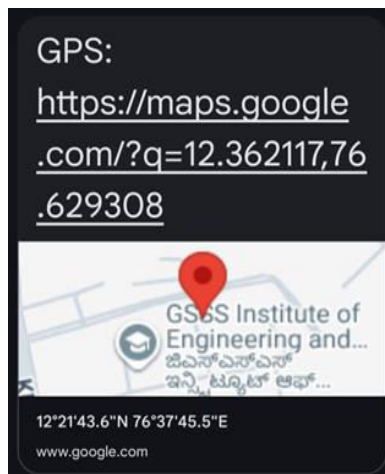 GPS:
https://maps.google
.com/?q=12.362117,76
.629308
GSSS Institute of
Engineering and...
ಜಿಎಸ್ಎಸ್ಎಸ್
ಇನ್ಸ್ಟಿಟ್ಯೂಟ್ ಆಫ್...
12°21'43.6"N 76°37'45.5"E
www.google.com